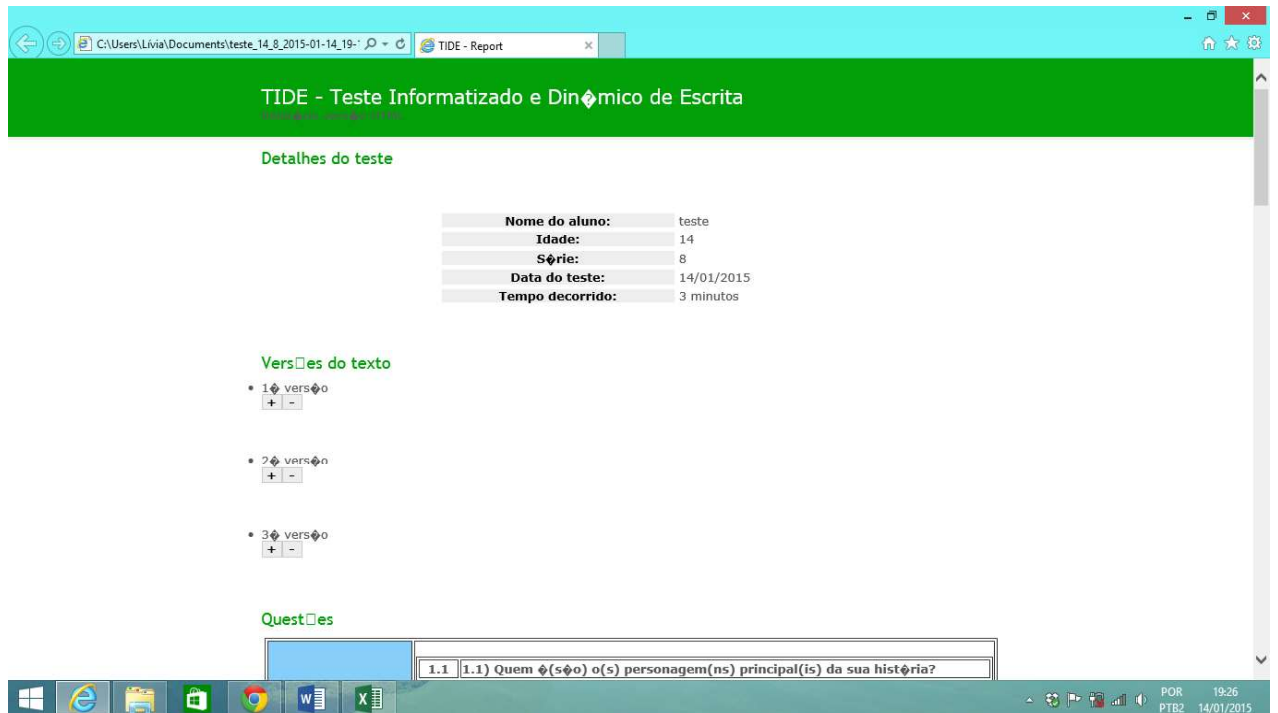 C:\Users\Lívia\Documents\teste_14_8_2015-01-14_19-
TIDE - Report
TIDE - Teste Informatizado e Din�mico de Escrita
Detalhes do teste
Nome do aluno: teste
Idade: 14
S�rie: 8
Data do teste: 14/01/2015
Tempo decorrido: 3 minutos
Vers□es do texto
1� vers�o
+ -
2� vers�o
+ -
3� vers�o
+ -
Quest□es
1.1 1.1) Quem �(s�o) o(s) personagem(ns) principal(is) da sua hist�ria?
POR 19:26
PTB2 14/01/2015